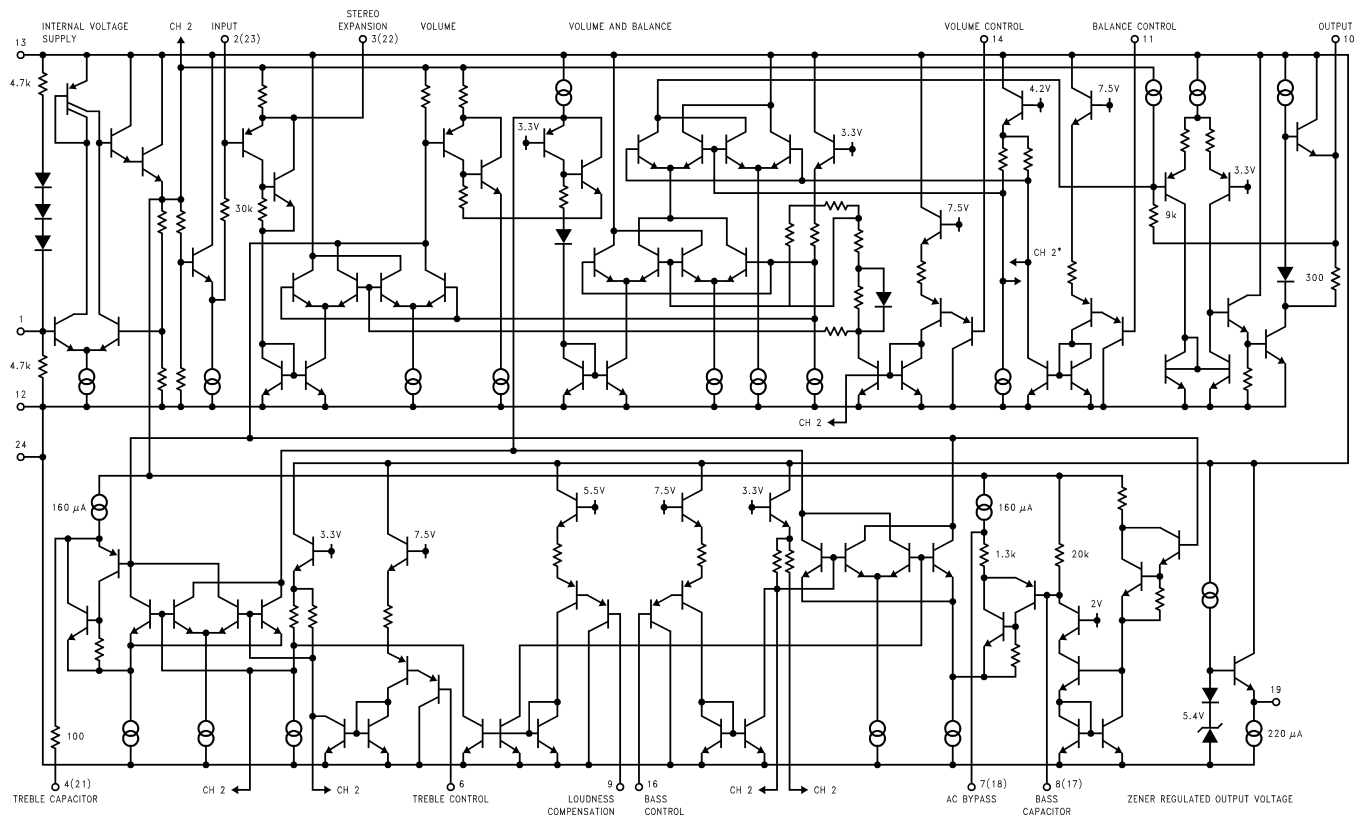 INTERNAL VOLTAGE
SUPPLY
CH 2
INPUT
STEREO
EXPANSION
VOLUME
VOLUME AND BALANCE
VOLUME CONTROL
BALANCE CONTROL
OUTPUT
13
2(23)
3(22)
14
11
10
4.7k
4.2V
7.5V
3.3V
3.3V
3.3V
30k
9k
7.5V
CH 2*
300
1
4.7k
12
CH 2
24
160 µA
3.3V
7.5V
5.5V
7.5V
3.3V
160 µA
1.3k
20k
2V
100
5.4V
19
220 µA
4(21)
TREBLE CAPACITOR
CH 2
CH 2
6
TREBLE CONTROL
9
LOUDNESS
COMPENSATION
16
BASS
CONTROL
CH 2
CH 2
7(18)
AC BYPASS
8(17)
BASS
CAPACITOR
ZENER REGULATED OUTPUT VOLTAGE